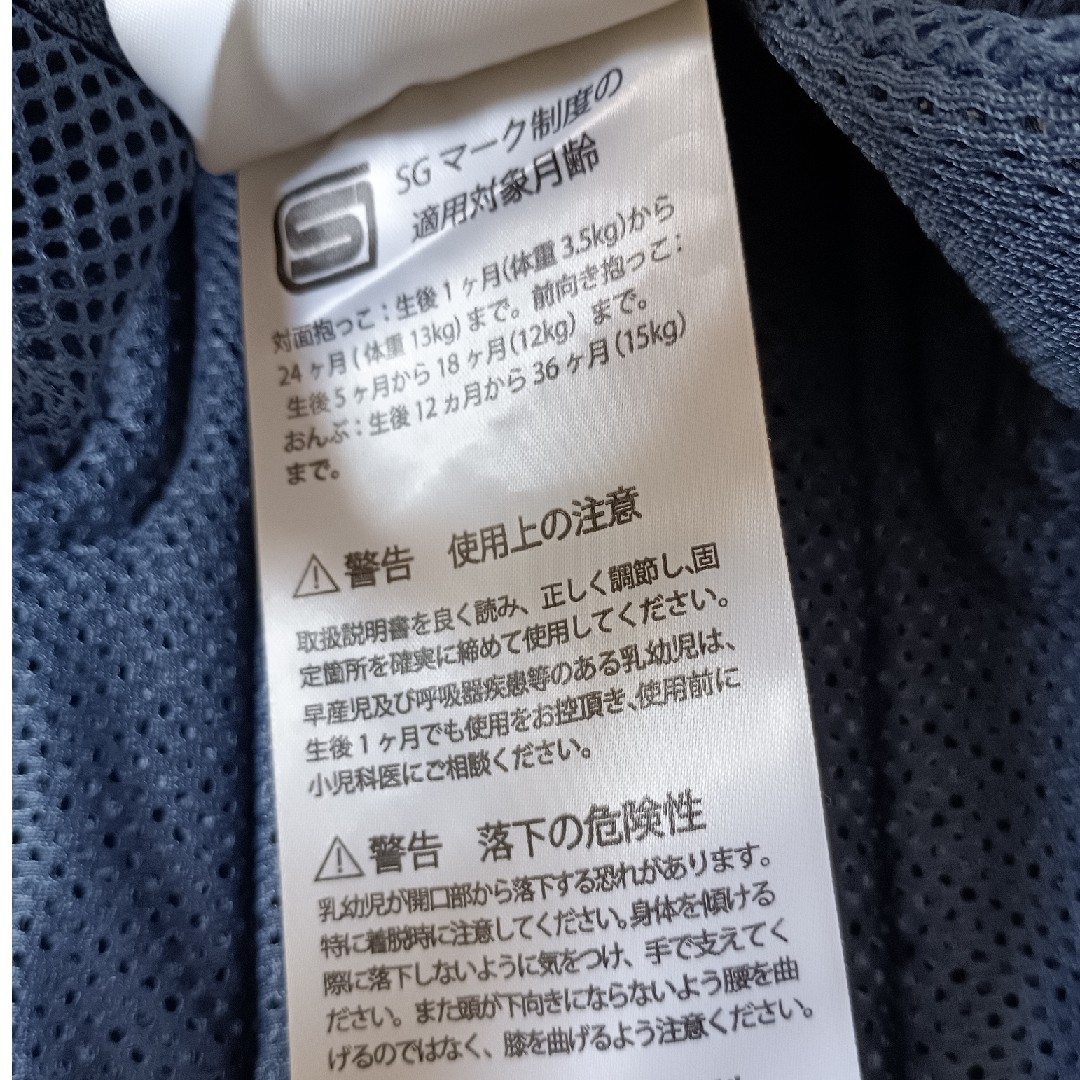 SG マーク制度の
適用対象月齢
対面抱っこ：生後1ヶ月(体重3.5kg)から
24ヶ月(体重13kg)まで。前向き抱っこ：
生後5ヶ月から18ヶ月(12kg) まで。
おんぶ：生後12カ月から36ヶ月(15kg)
まで。
警告 使用上の注意
取扱説明書を良く読み、正しく調節し、固
定箇所を確実に締めて使用してください。
早産児及び呼吸器疾患等のある乳幼児は、
生後1ヶ月でも使用をお控頂き、使用前に
小児科医にご相談ください。
警告 落下の危険性
乳幼児が開口部から落下する恐れがあります。
特に着脱時に注意してください。身体を傾ける
際に落下しないように気をつけ、手で支えてく
ださい。また頭が下向きにならないよう腰を曲
げるのではなく、膝を曲げるよう注意ください。